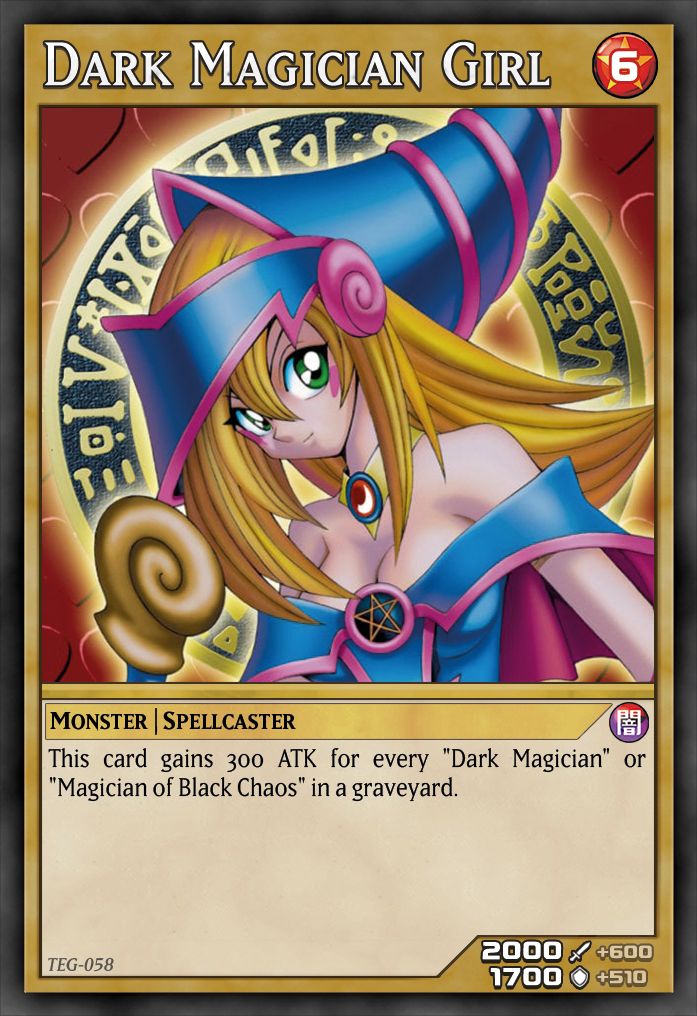 DARK MAGICIAN GIRL
6
MONSTER | SPELLCASTER
闇
This card gains 300 ATK for every "Dark Magician" or
"Magician of Black Chaos" in a graveyard.
TEG-058
2000 +600
1700 +510